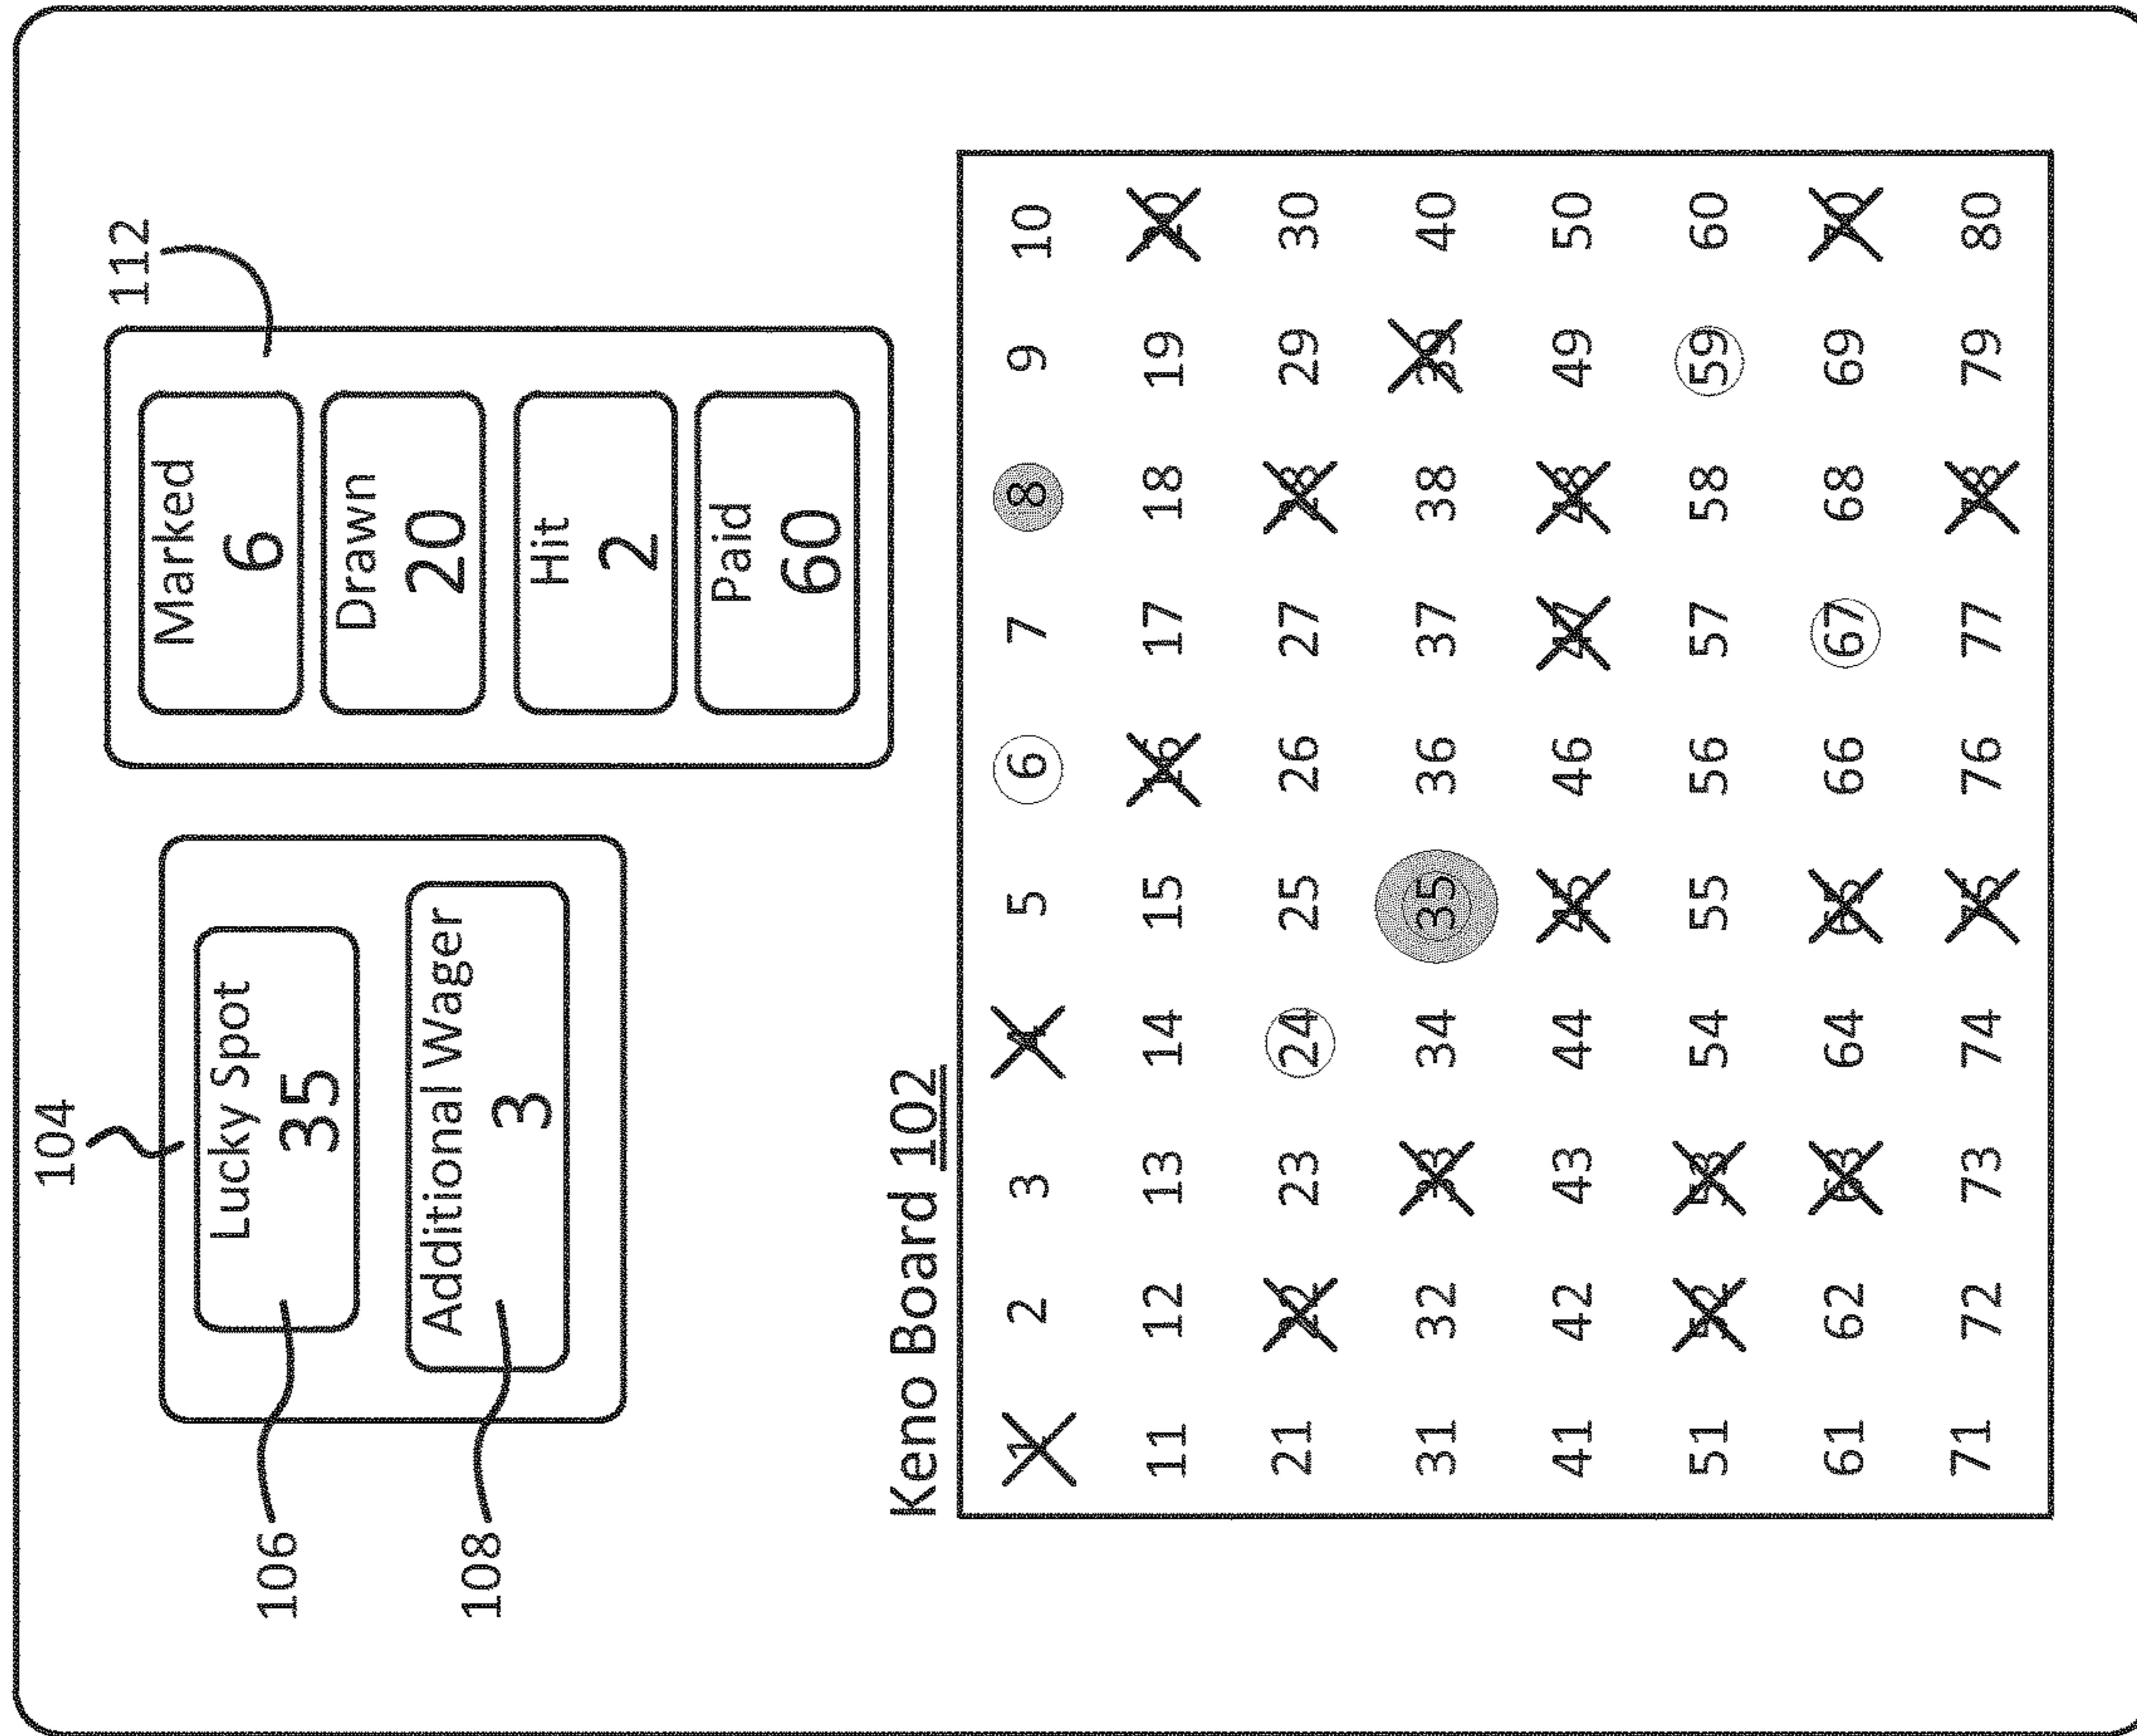 104
Lucky Spot
35
106
Additional Wager
3
108
112
Marked
6
Drawn
20
Hit
2
Paid
60
Keno Board 102
1 2 3 4 5 6 7 8 9 10
11 12 13 14 15 16 17 18 19 20
21 22 23 24 25 26 27 28 29 30
31 32 33 34 35 36 37 38 39 40
41 42 43 44 45 46 47 48 49 50
51 52 53 54 55 56 57 58 59 60
61 62 63 64 65 66 67 68 69 70
71 72 73 74 75 76 77 78 79 80